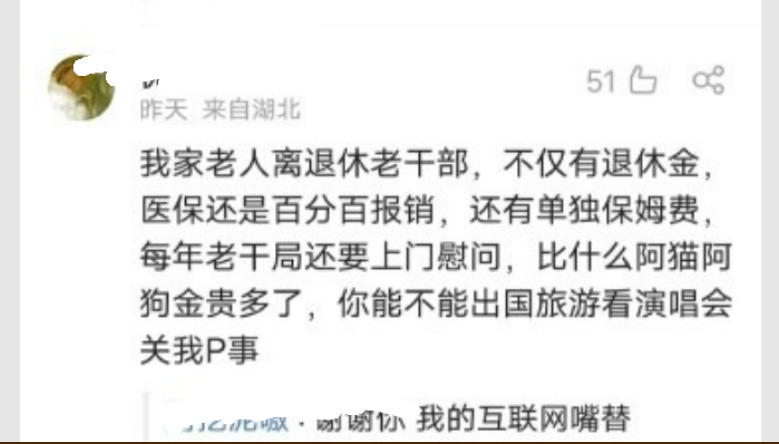 51
昨天 来自湖北
我家老人离退休老干部，不仅有退休金，
医保还是百分百报销，还有单独保姆费，
每年老干局还要上门慰问，比什么阿猫阿
狗金贵多了，你能不能出国旅游看演唱会
关我P事
：谢谢你 我的互联网嘴替